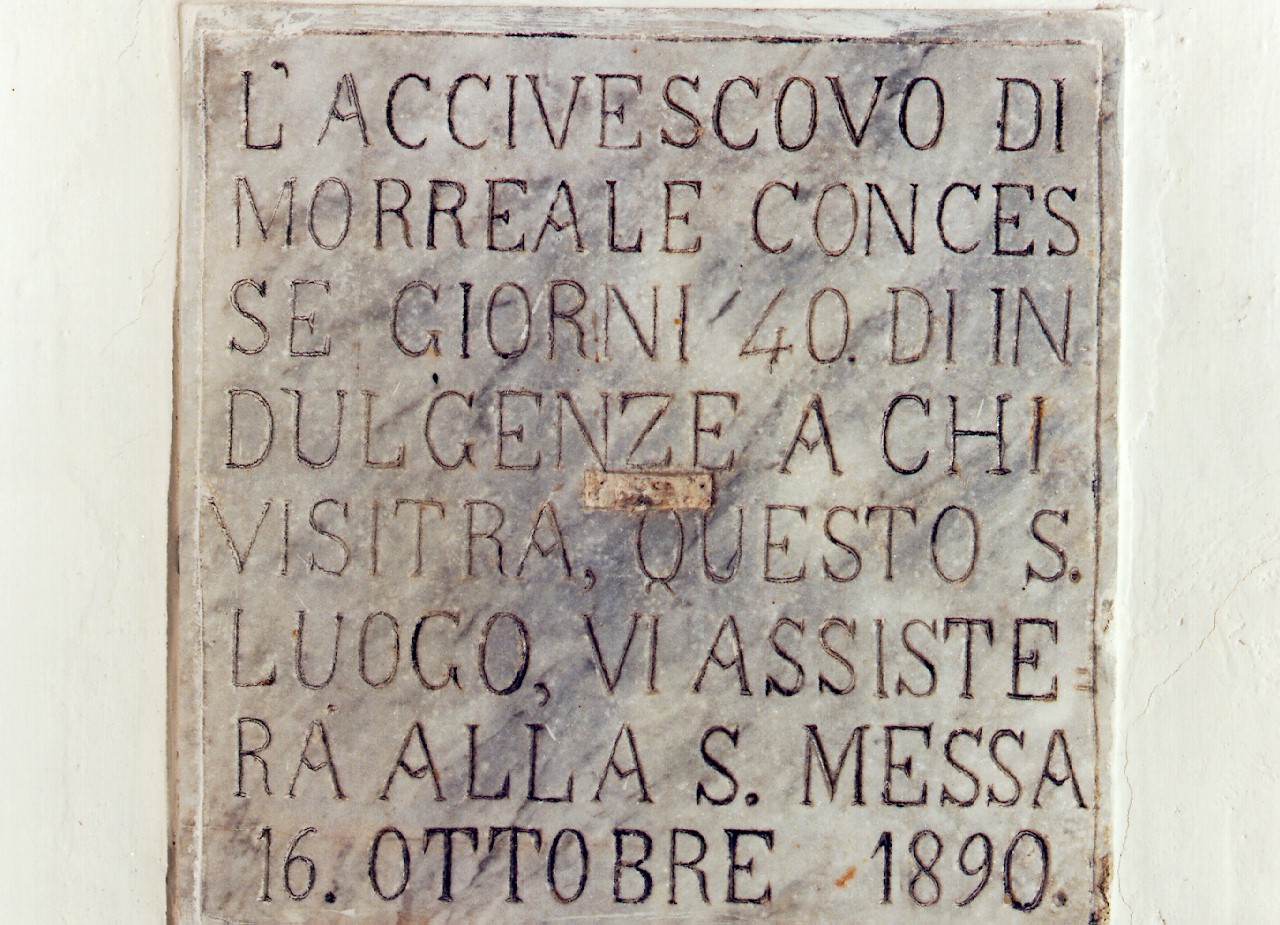 L'ACCIVESCOVO DI
MORREALE CONCES
SE GIORNI 40. DI IN
DULGENZE A CHI
VISITRA, QUESTO S.
LUOGO, VI ASSISTE
RÀ ALLA S. MESSA
16. OTTOBRE 1890.